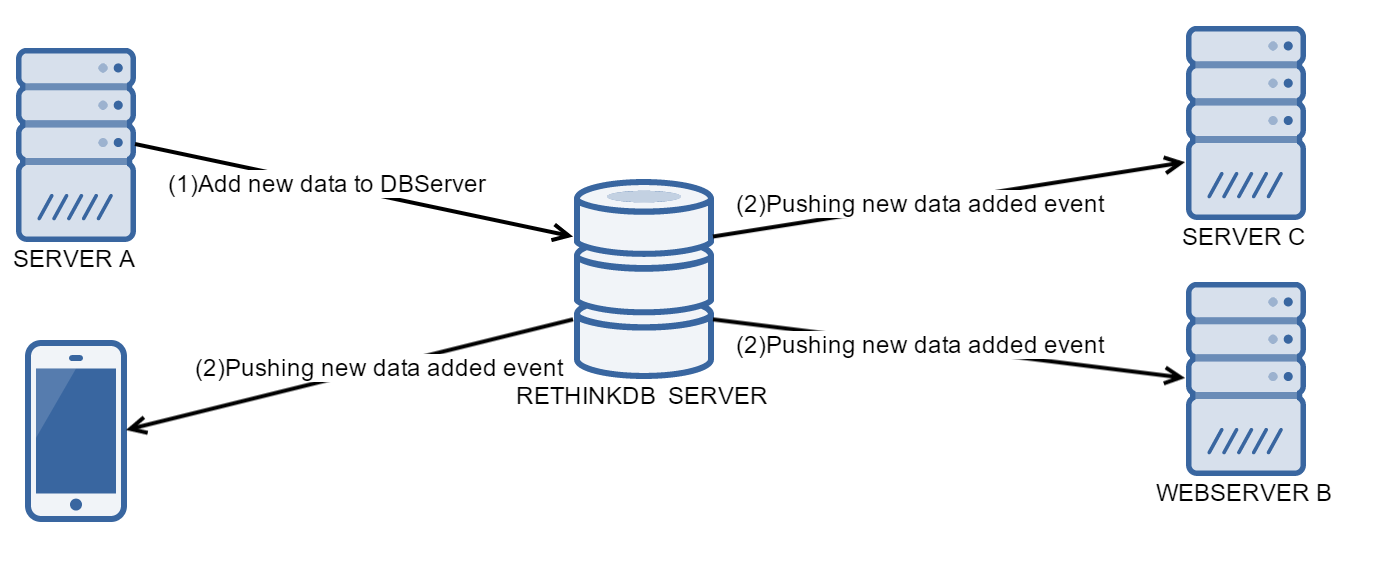 (1)Add new data to DBServer
(2)Pushing new data added event
SERVER C
SERVER A
(2)Pushing new data added event
(2)Pushing new data added event
RETHINKDB  SERVER
WEBSERVER B